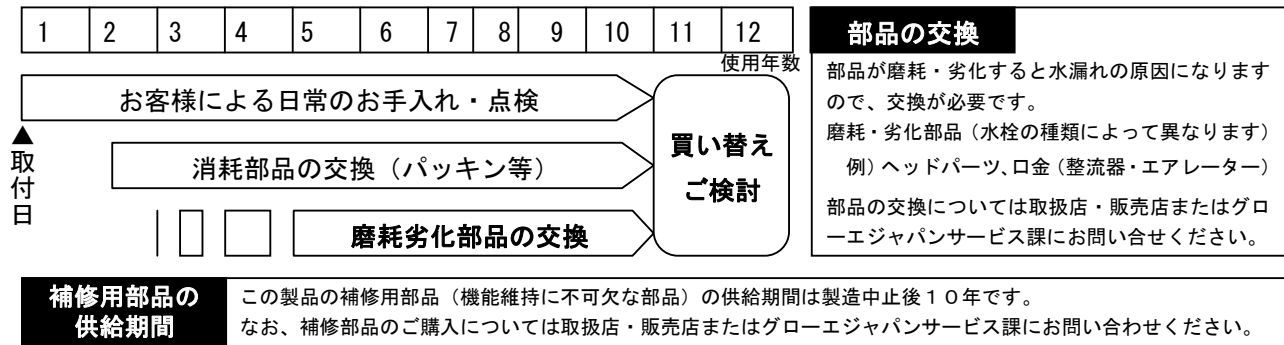 1 2 3 4 5 6 7 8 9 10 11 12
使用年数
お客様による日常のお手入れ・点検
▲
取付日
消耗部品の交換（パッキン等）
磨耗劣化部品の交換
買い替え
ご検討
部品の交換
部品が磨耗・劣化すると水漏れの原因になります
ので、交換が必要です。
磨耗・劣化部品（水栓の種類によって異なります）
例）ヘッドパーツ、口金（整流器・エアレーター）
部品の交換については取扱店・販売店またはグロ
ーエジャパンサービス課にお問い合せください。
補修用部品の
供給期間
この製品の補修用部品（機能維持に不可欠な部品）の供給期間は製造中止後１０年です。
なお、補修部品のご購入については取扱店・販売店またはグローエジャパンサービス課にお問い合わせください。